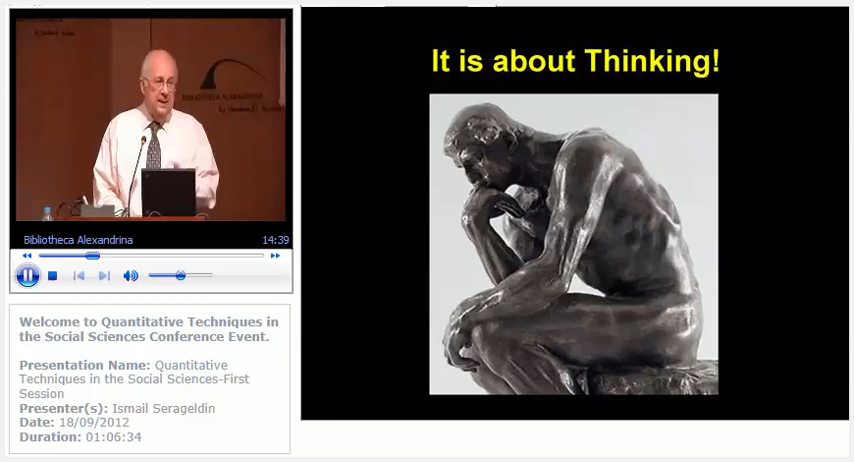 BIBLIOTHECA ALEXANDRINA
Bibliotheca Alexandrina
14:39
Welcome to Quantitative Techniques in
the Social Sciences Conference Event.
Presentation Name: Quantitative
Techniques in the Social Sciences-First
Session
Presenter(s): Ismail Serageldin
Date: 18/09/2012
Duration: 01:06:34
It is about Thinking!